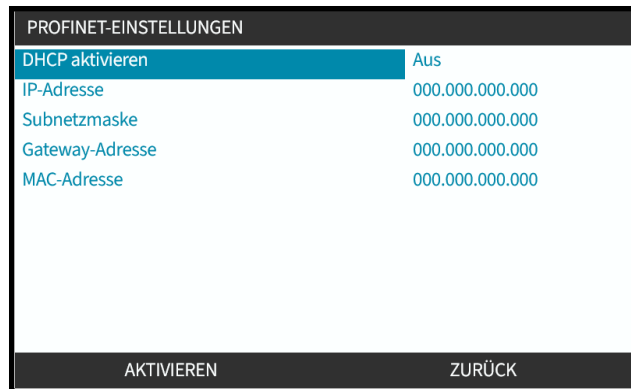 PROFINET-EINSTELLUNGEN
DHCP aktivieren Aus
IP-Adresse 000.000.000.000
Subnetzmaske 000.000.000.000
Gateway-Adresse 000.000.000.000
MAC-Adresse 000.000.000.000
AKTIVIEREN ZURÜCK